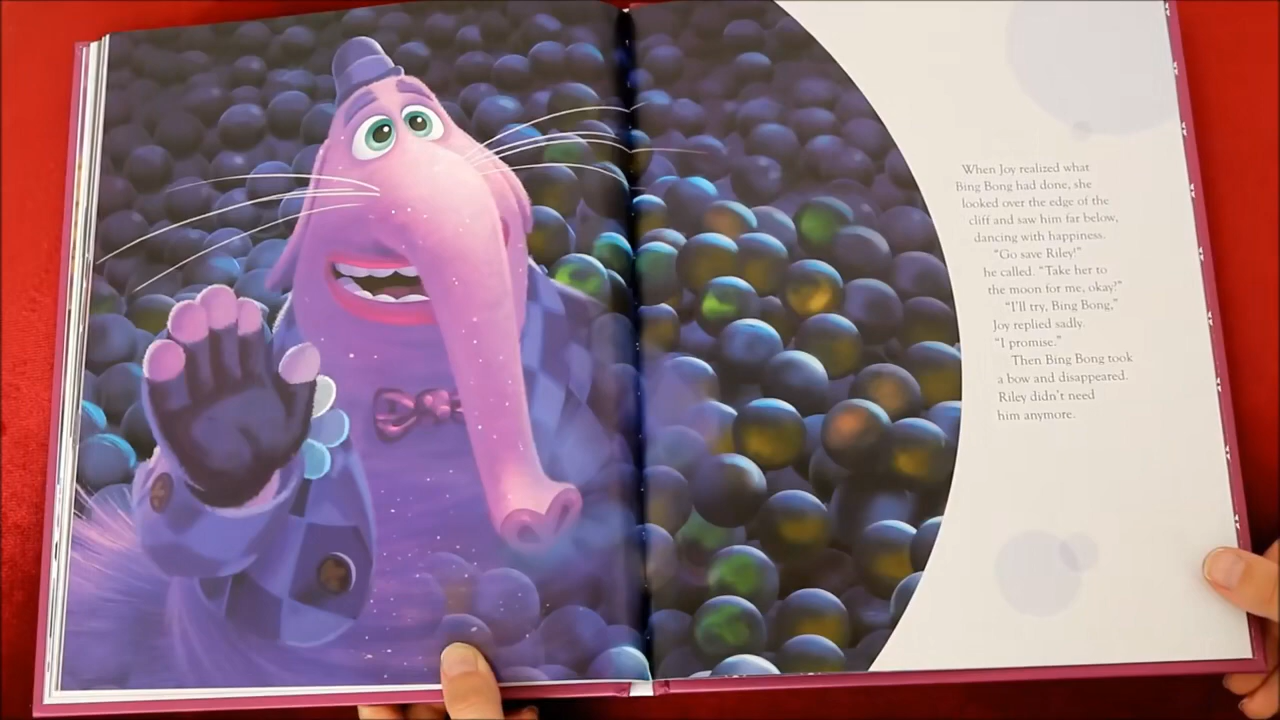 When Joy realized what
Bing Bong had done, she
looked over the edge of the
cliff and saw him far below,
dancing with happiness.
"Go save Riley!"
he called. "Take her to
the moon for me, okay?"
"I'll try, Bing Bong,"
Joy replied sadly.
"I promise."
Then Bing Bong took
a bow and disappeared.
Riley didn't need
him anymore.